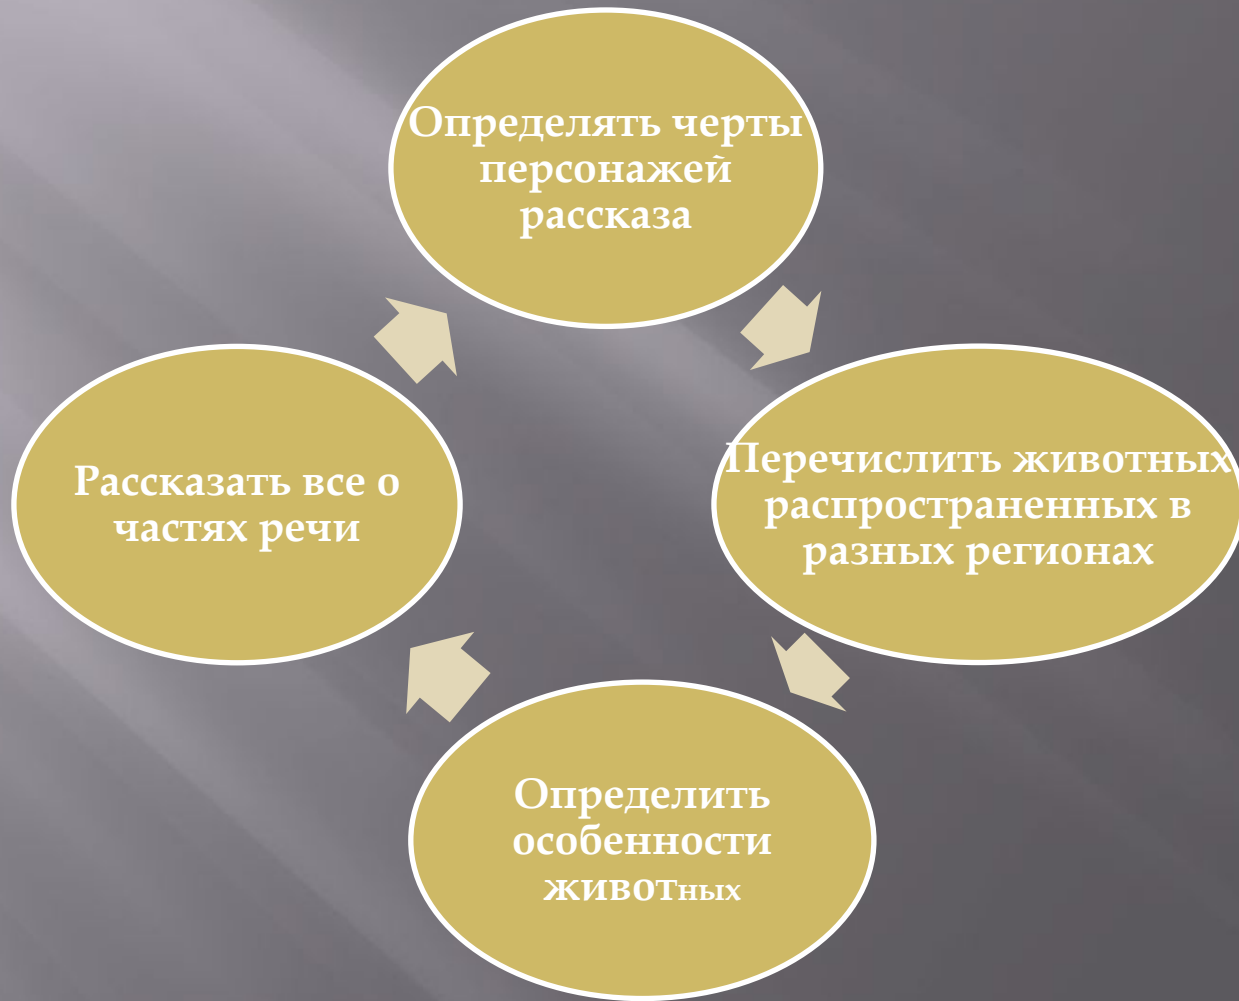 Определять черты
персонажей
рассказа
Перечислить животных
распространенных в
разных регионах
Определить
особенности
животных
Рассказать все о
частях речи